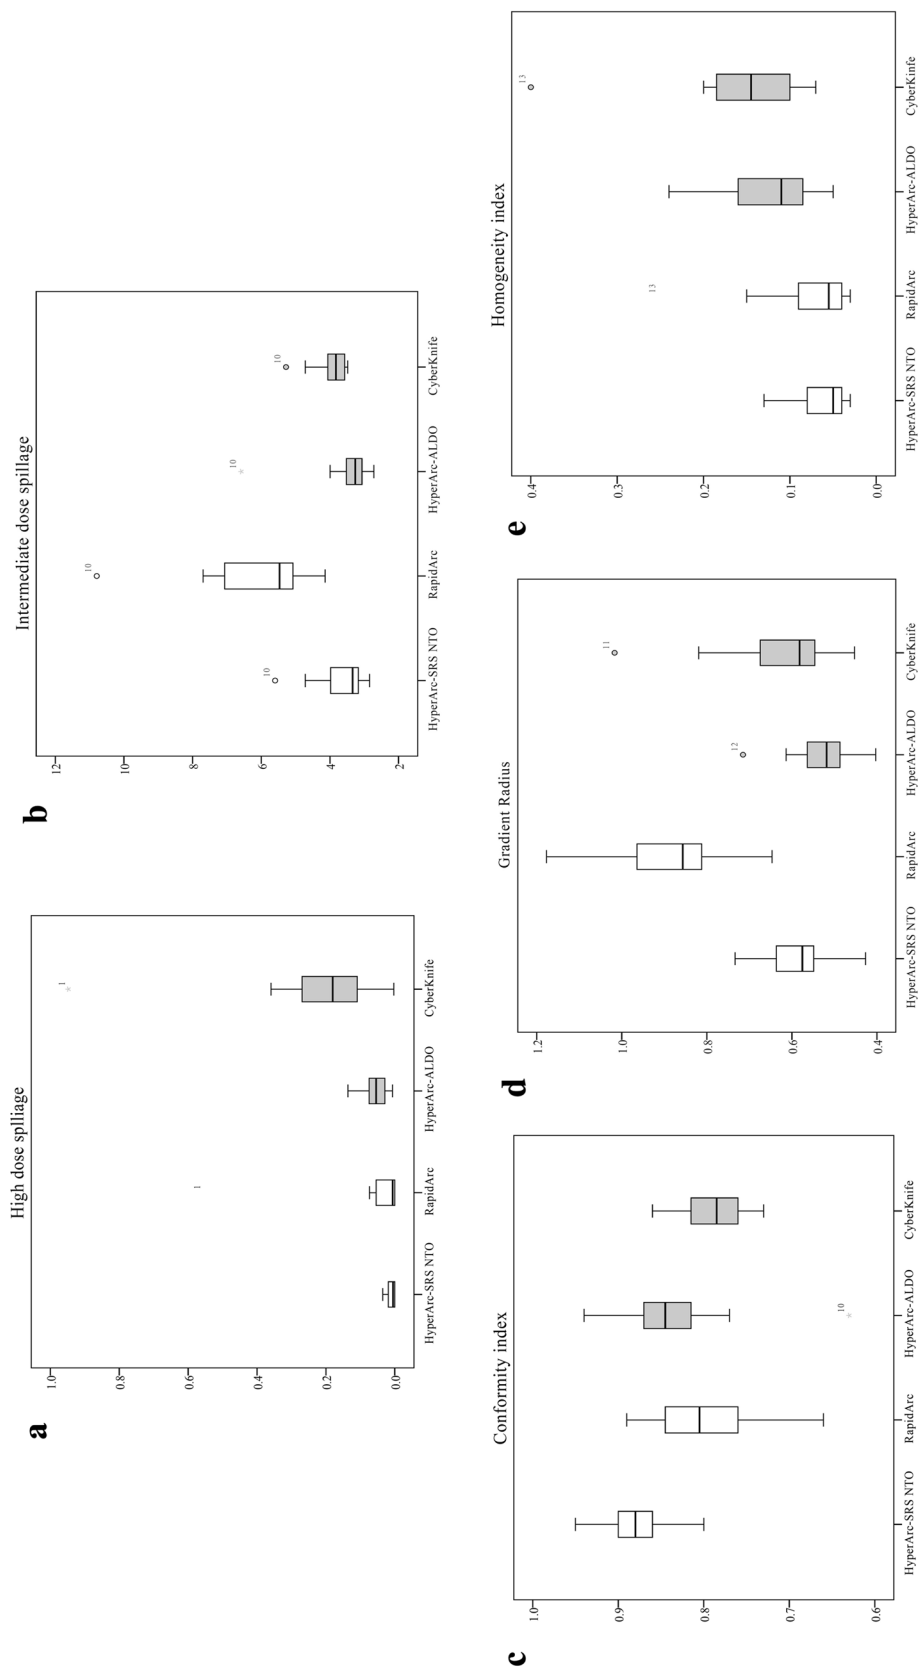 a
High dose splliage
1.0
0.8
0.6
0.4
0.2
0.0
1
1
HyperArc-SRS NTO
RapidArc
HyperArc-ALDO
CyberKnife
b
Intermediate dose spillage
12
10
8
6
4
2
10
10
10
10
HyperArc-SRS NTO
RapidArc
HyperArc-ALDO
CyberKnife
c
Conformity index
1.0
0.9
0.8
0.7
0.6
10
HyperArc-SRS NTO
RapidArc
HyperArc-ALDO
CyberKnife
d
Gradient Radius
1.2
1.0
0.8
0.6
0.4
12
11
HyperArc-SRS NTO
RapidArc
HyperArc-ALDO
CyberKnife
e
Homogeneity index
0.4
0.3
0.2
0.1
0.0
13
13
HyperArc-SRS NTO
RapidArc
HyperArc-ALDO
CyberKinfe